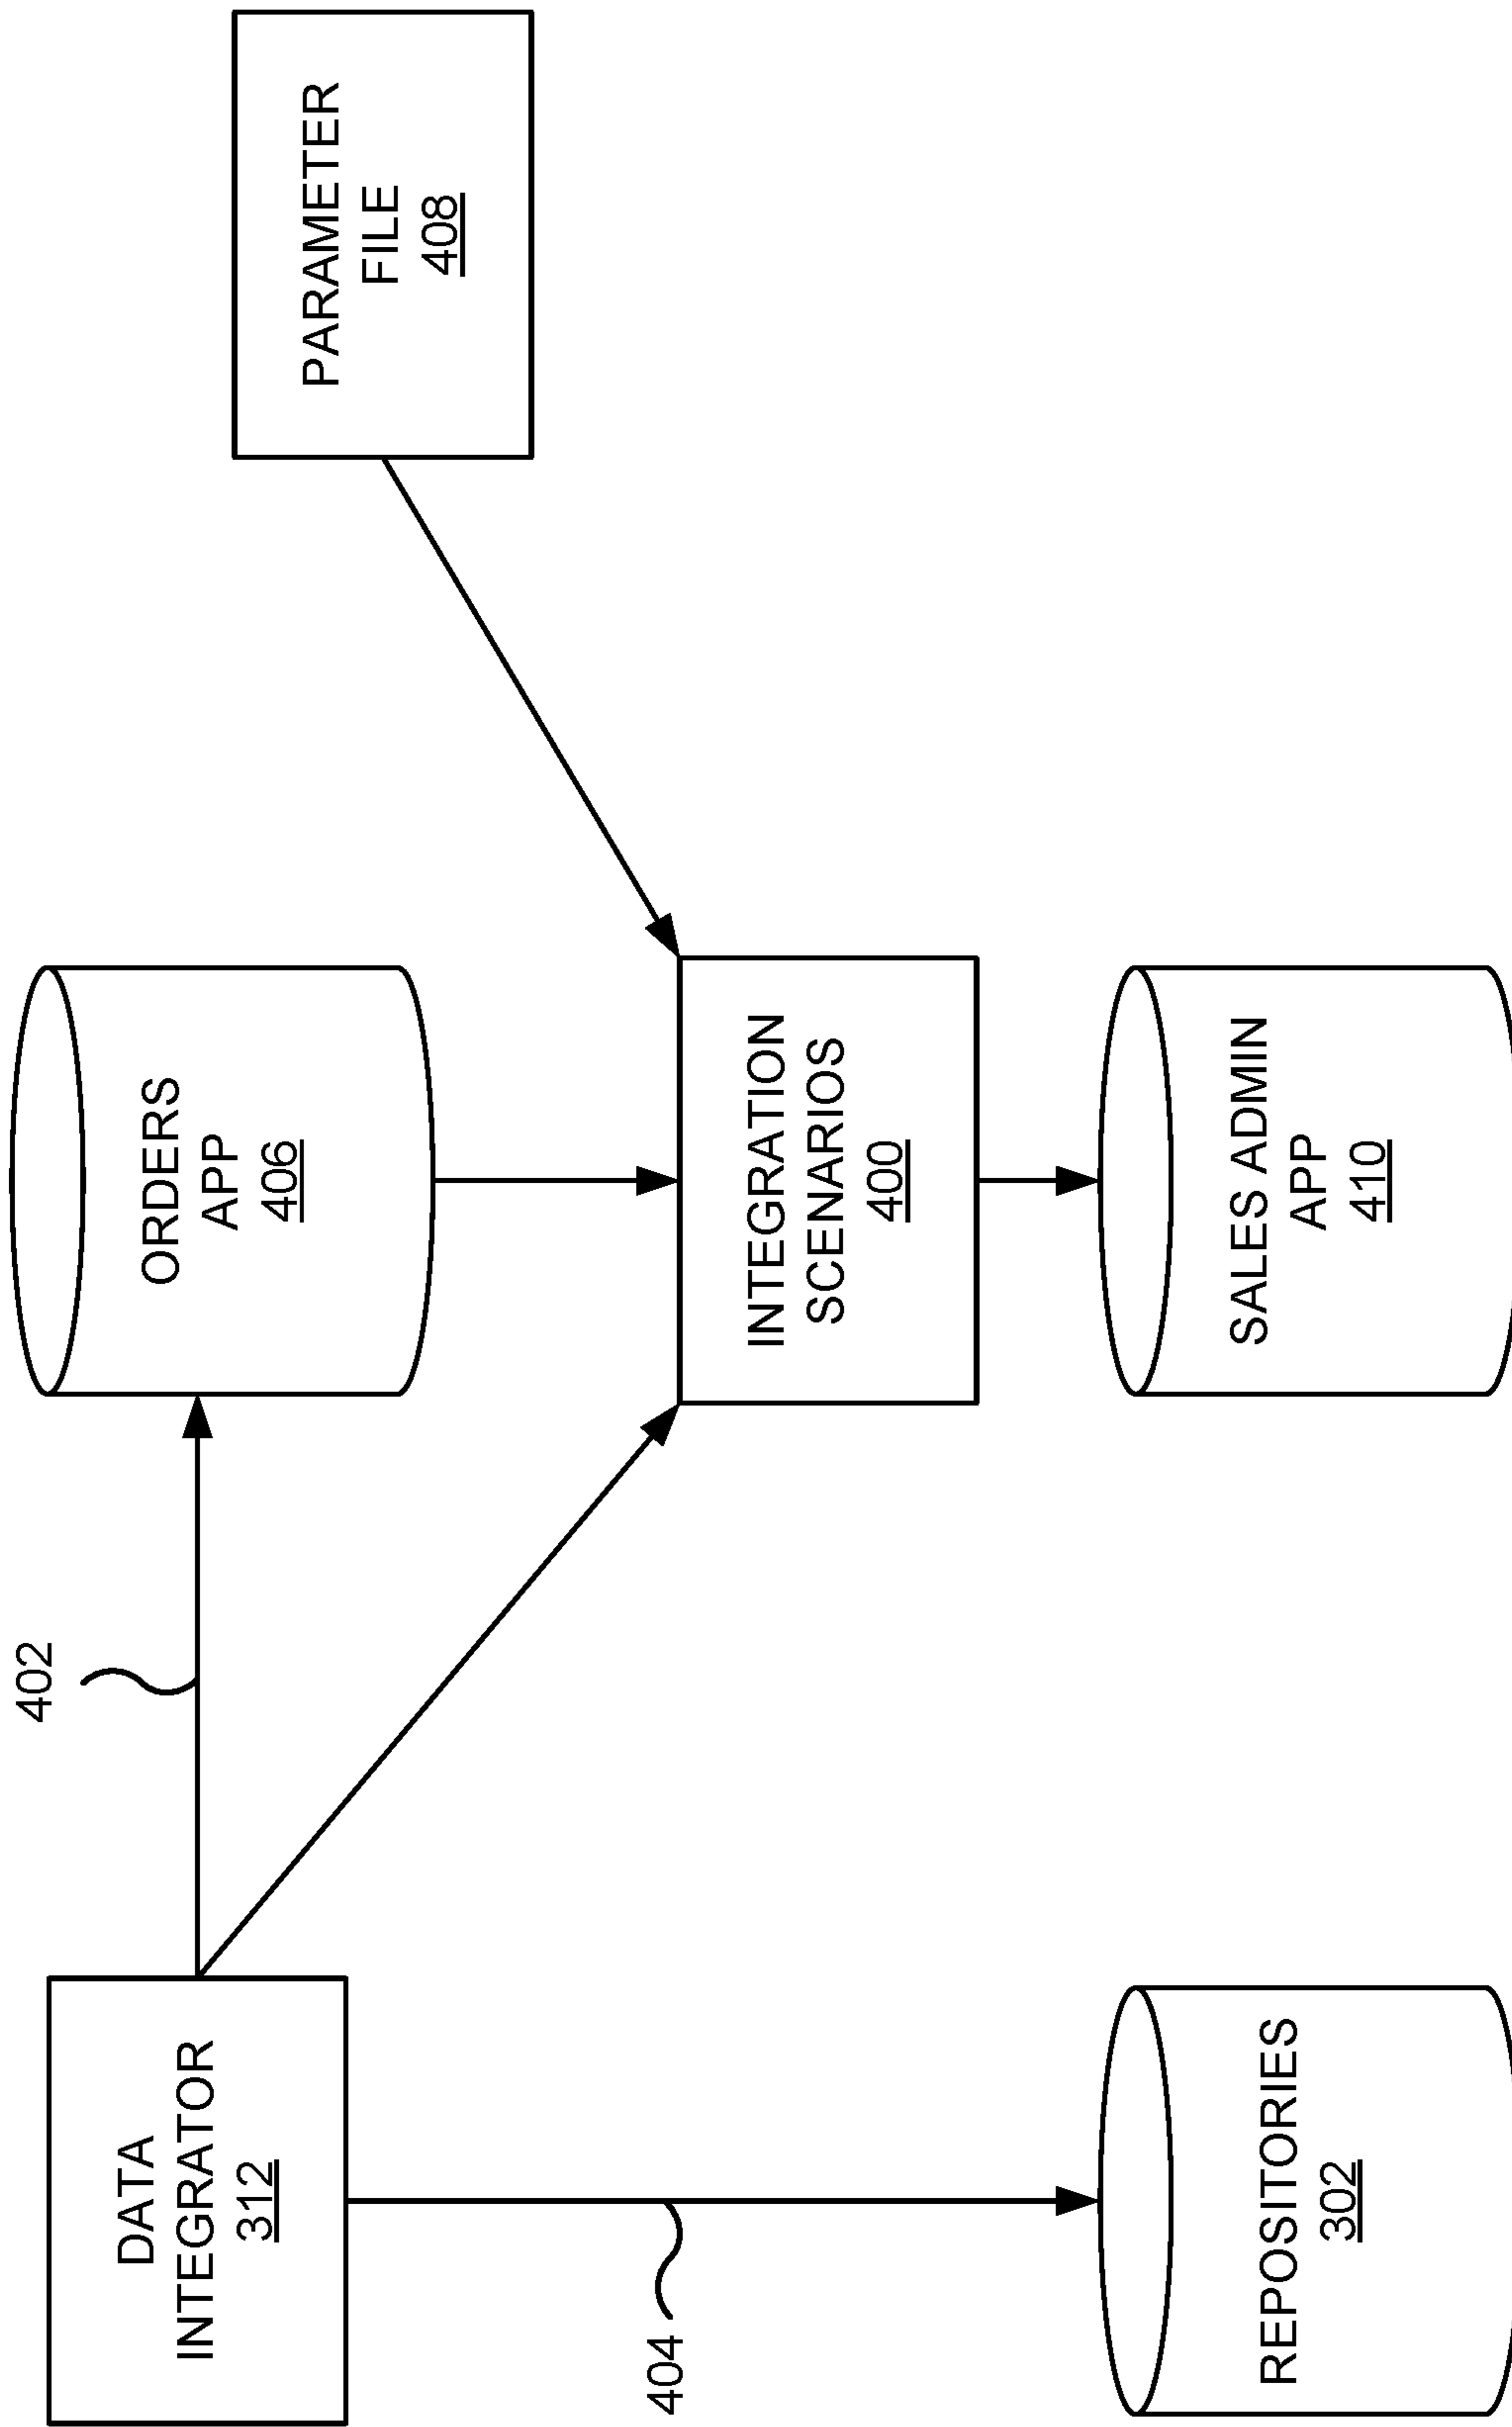 402
DATA
INTEGRATOR
312
ORDERS
APP
406
PARAMETER
FILE
408
404
INTEGRATION
SCENARIOS
400
REPOSITORIES
302
SALES ADMIN
APP
410